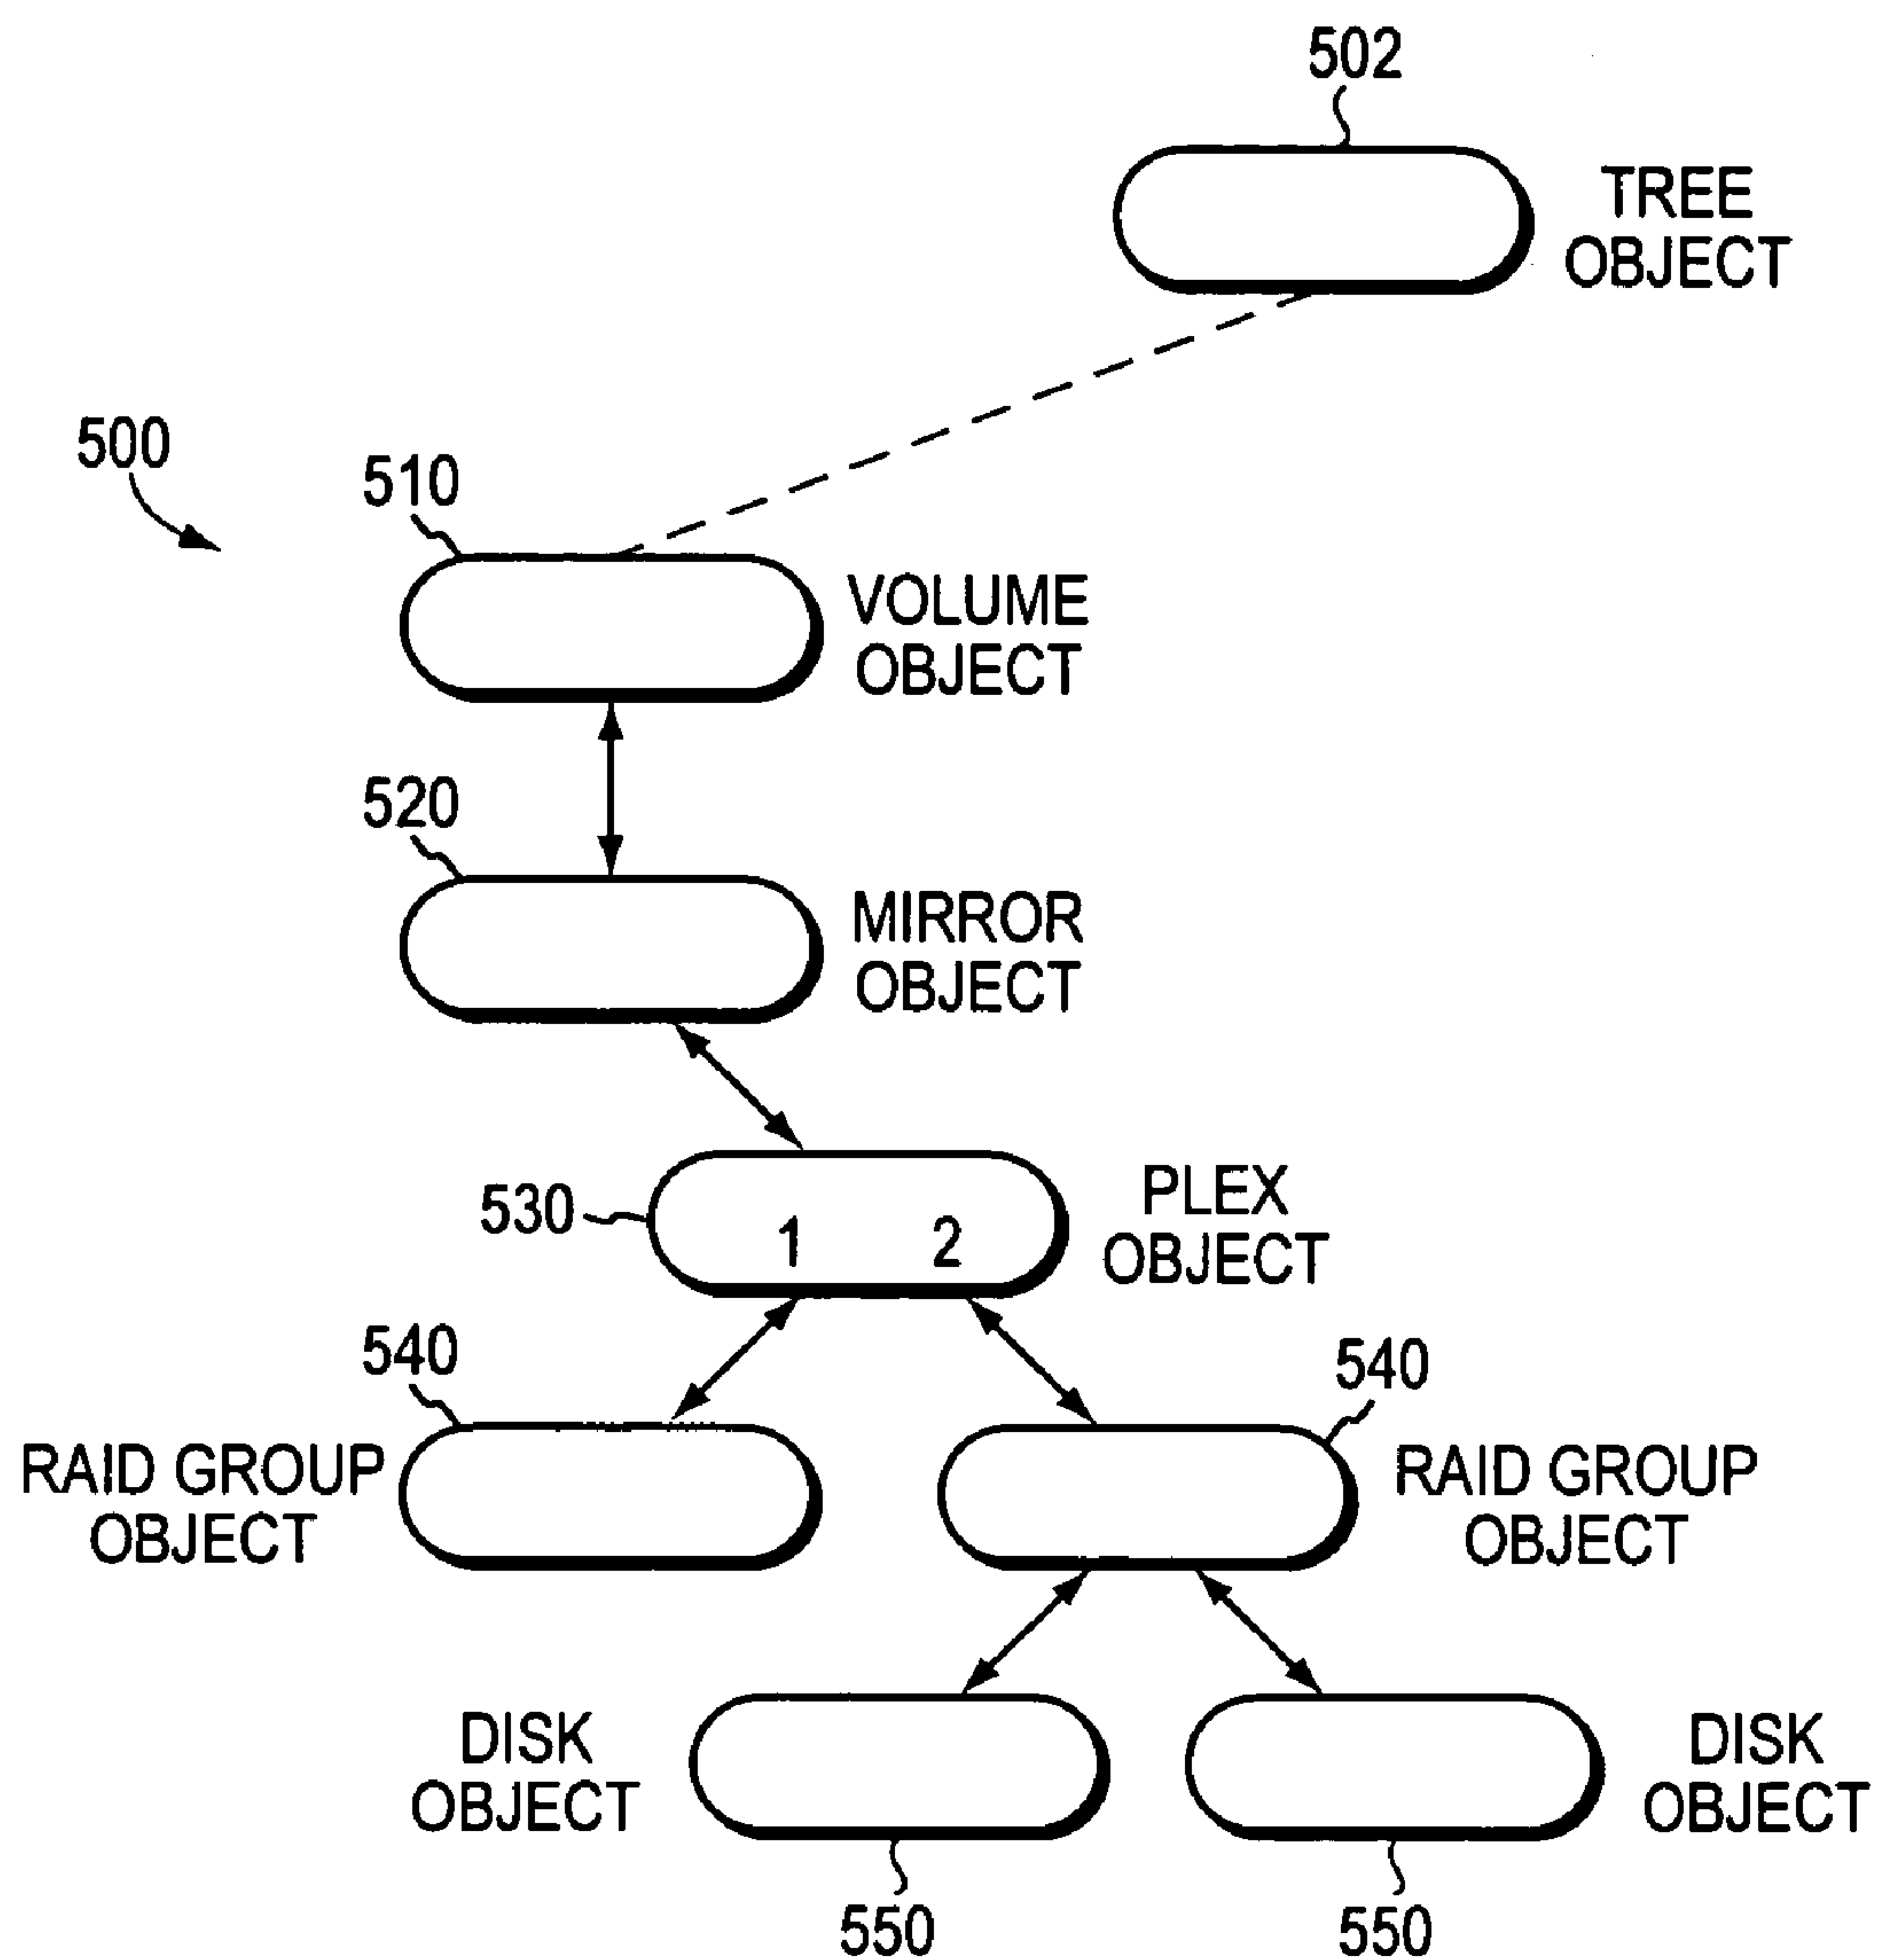 502
TREE
OBJECT
500
510
VOLUME
OBJECT
520
MIRROR
OBJECT
530
1 2
PLEX
OBJECT
540
RAID GROUP
OBJECT
540
RAID GROUP
OBJECT
DISK
OBJECT
550
DISK
OBJECT
550